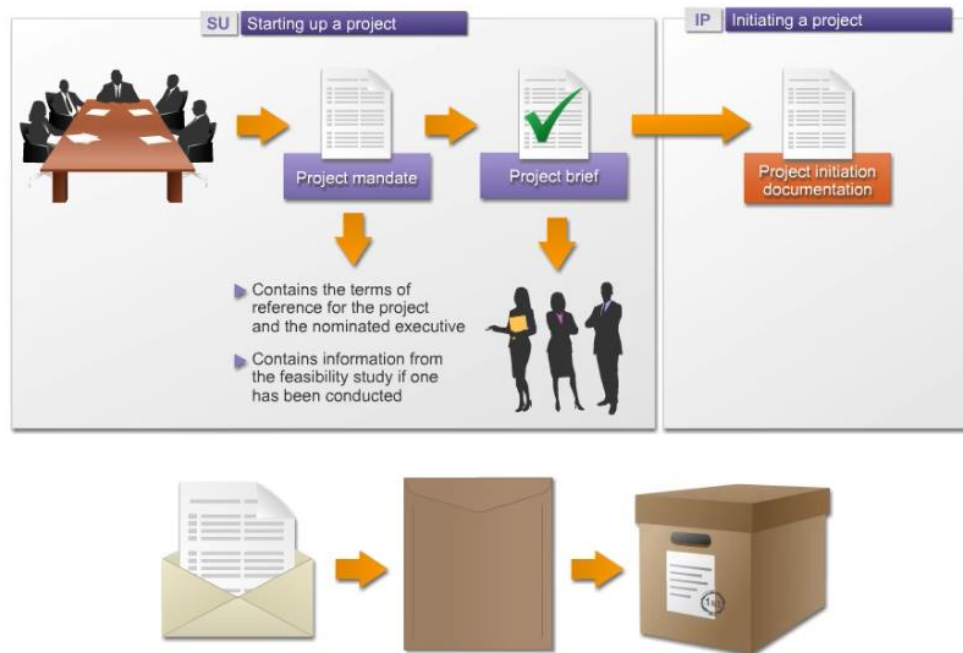 SU Starting up a project
IP Initiating a project
Project mandate
Project brief
Project initiation
documentation
Contains the terms of
reference for the project
and the nominated executive
Contains information from
the feasibility study if one
has been conducted